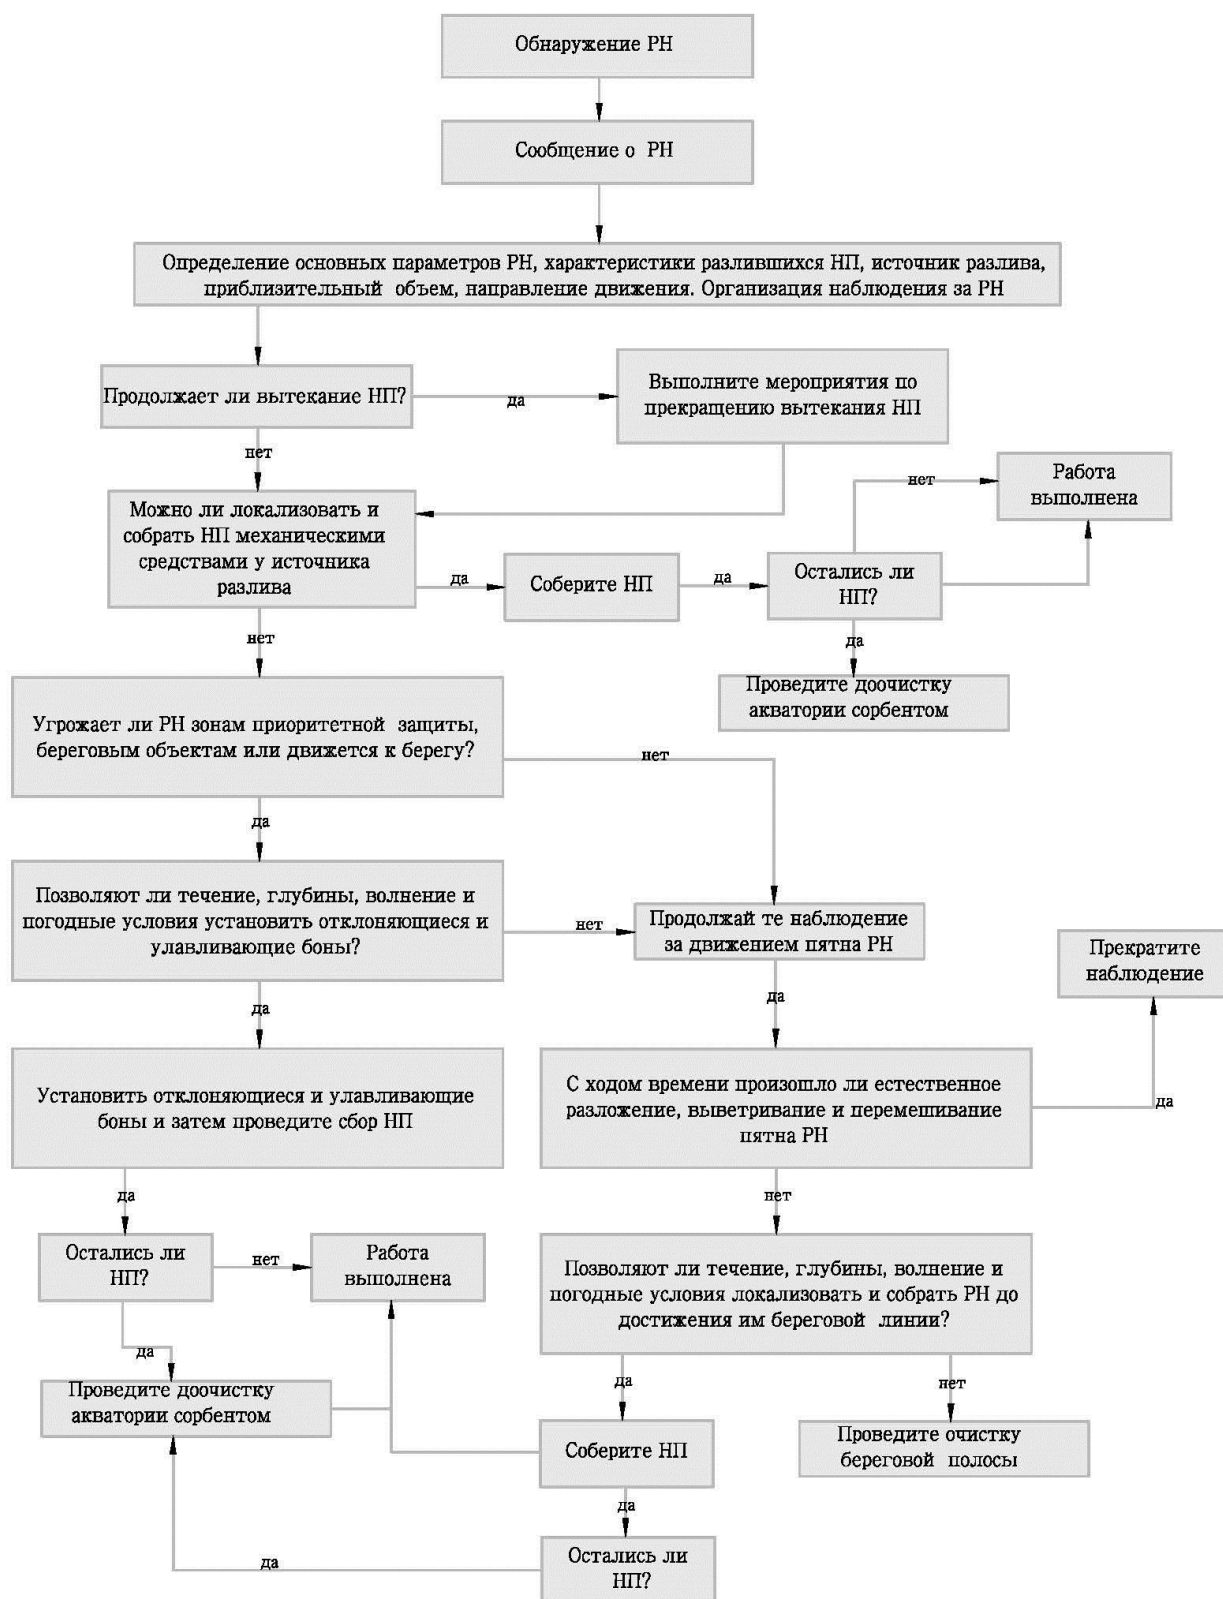 Обнаружение РН
Сообщение о РН
Определение основных параметров РН, характеристики разлившихся НП, источник разлива,
приблизительный объем, направление движения. Организация наблюдения за РН
Продолжает ли вытекание НП?
да
Выполните мероприятия по
прекращению вытекания НП
нет
Можно ли локализовать и
собрать НП механическими
средствами у источника
разлива
да
Соберите НП
да
Остались ли
НП?
нет
Работа
выполнена
да
Проведите доочистку
акватории сорбентом
нет
Угрожает ли РН зонам приоритетной защиты,
береговым объектам или движется к берегу?
нет
да
Позволяют ли течение, глубины, волнение и
погодные условия установить отклоняющиеся и
улавливающие боны?
нет
Продолжай те наблюдение
за движением пятна РН
Прекратите
наблюдение
да
да
Установить отклоняющиеся и улавливающие
боны и затем проведите сбор НП
С ходом времени произошло ли естественное
разложение, выветривание и перемешивание
пятна РН
да
да
нет
Остались ли
НП?
нет
Работа
выполнена
Позволяют ли течение, глубины, волнение и
погодные условия локализовать и собрать РН до
достижения им береговой линии?
да
Проведите доочистку
акватории сорбентом
да
нет
Соберите НП
Проведите очистку
береговой полосы
да
Остались ли
НП?
да